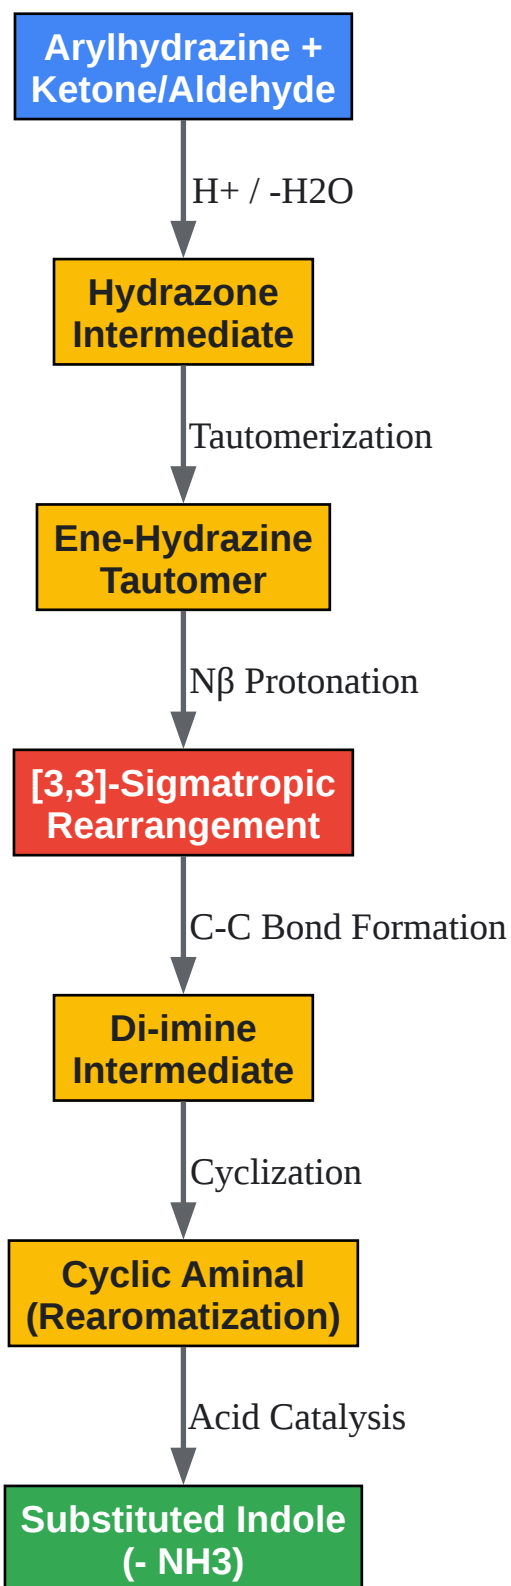 Arylhydrazine +
Ketone/Aldehyde
H+ / -H2O
Hydrazone
Intermediate
Tautomerization
Ene-Hydrazine
Tautomer
Nβ Protonation
[3,3]-Sigmatropic
Rearrangement
C-C Bond Formation
Di-imine
Intermediate
Cyclization
Cyclic Aminal
(Rearomatization)
Acid Catalysis
Substituted Indole
(- NH3)